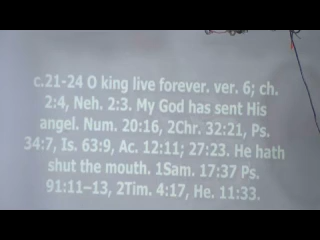 c.21-24 O king live forever. ver. 6; ch.
2:4, Neh. 2:3. My God has sent His
angel. Num. 20:16, 2Chr. 32:21, Ps.
34:7, Is. 63:9, Ac. 12:11; 27:23. He hath
shut the mouth. 1Sam. 17:37 Ps.
91:11–13, 2Tim. 4:17, He. 11:33.